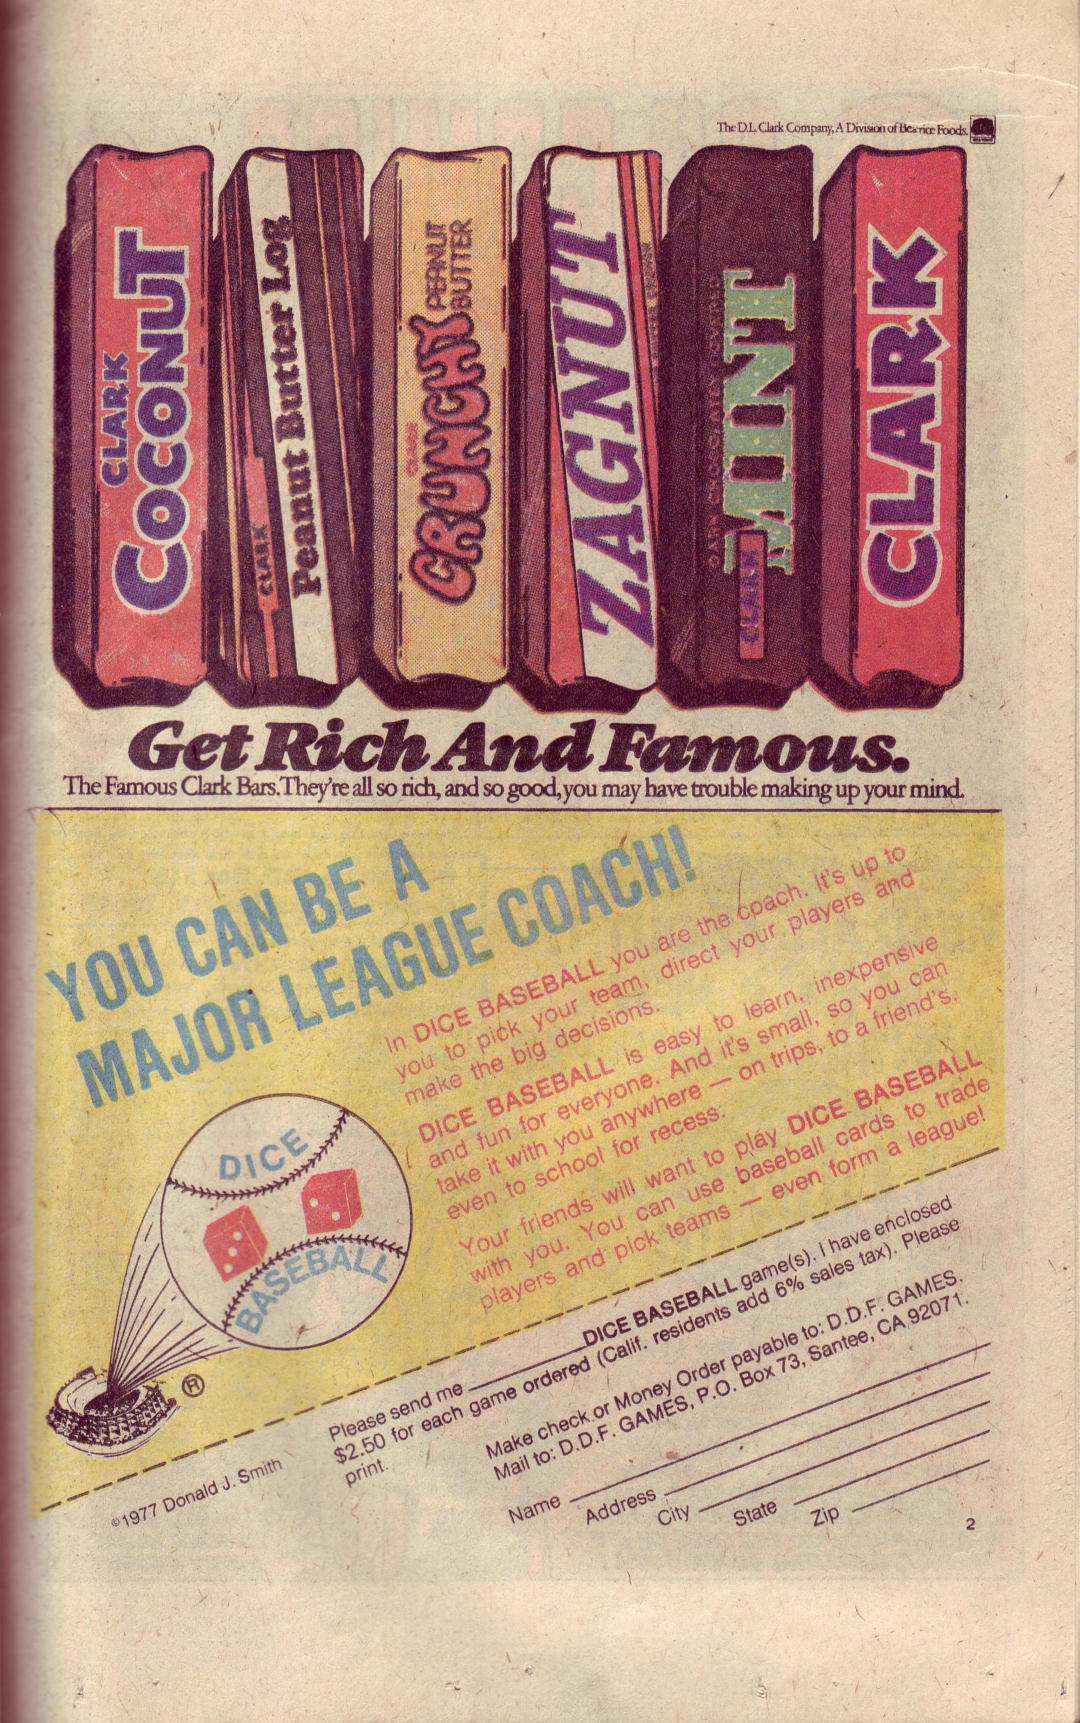 The D.L. Clark Company, A Division of Beatrice Foods.
CLARK
COCONUT
CLARK
Peanut Butter Log
CLARK
CRUNCHY
PEANUT
BUTTER
ZAGNUT
DARK CHOCOLATE COVERED
MINT
CLARK
CLARK
Get Rich And Famous.
The Famous Clark Bars. They're all so rich, and so good, you may have trouble making up your mind.
YOU CAN BE A
MAJOR LEAGUE COACH!
In DICE BASEBALL you are the coach. It's up to
you to pick your team, direct your players and
make the big decisions.
DICE BASEBALL is easy to learn, inexpensive
and fun for everyone. And it's small, so you can
take it with you anywhere — on trips, to a friend's.
even to school for recess.
Your friends will want to play DICE BASEBALL
with you. You can use baseball cards to trade
players and pick teams — even form a league!
DICE
BASEBALL
®
©1977 Donald J. Smith
Please send me ________ DICE BASEBALL game(s). I have enclosed
$2.50 for each game ordered (Calif. residents add 6% sales tax). Please
print.
Make check or Money Order payable to: D.D.F. GAMES.
Mail to: D.D.F. GAMES, P.O. Box 73, Santee, CA 92071.
Name
Address
City
State
Zip
2